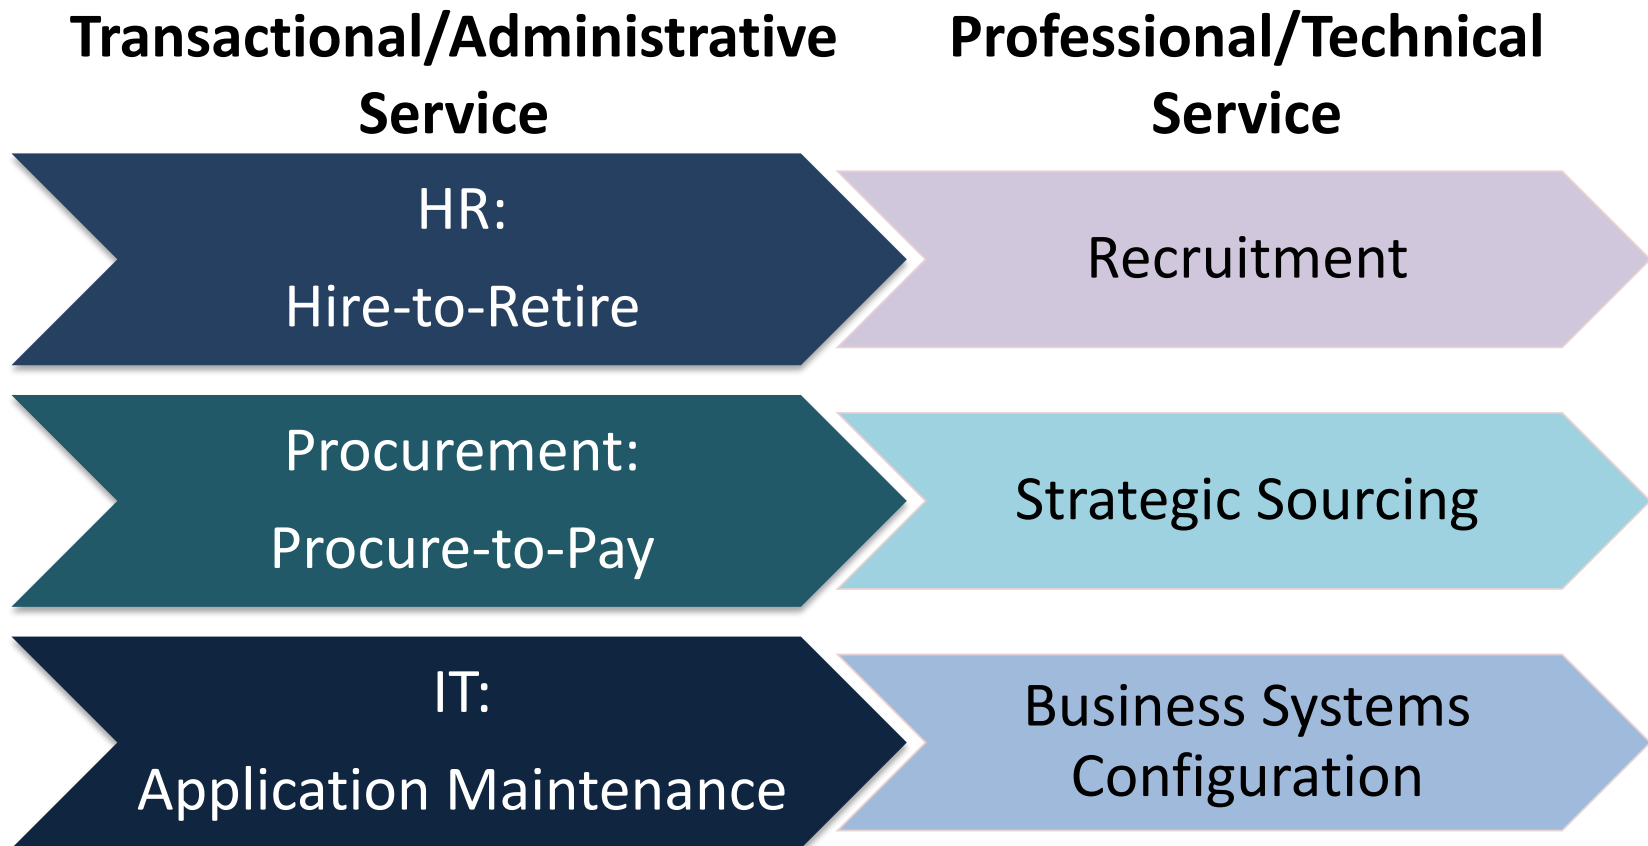 Transactional/Administrative
Service
Professional/Technical
Service
HR:
Hire-to-Retire
Recruitment
Procurement:
Procure-to-Pay
Strategic Sourcing
IT:
Application Maintenance
Business Systems
Configuration